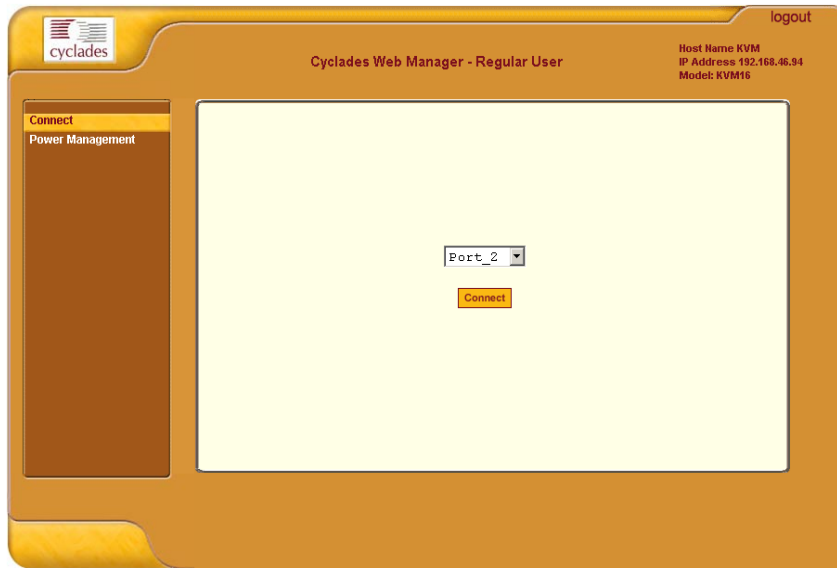 logout
cyclades
Cyclades Web Manager - Regular User
Host Name KVM
IP Address 192.168.46.94
Model: KVM16
Connect
Power Management
Port_2
Connect